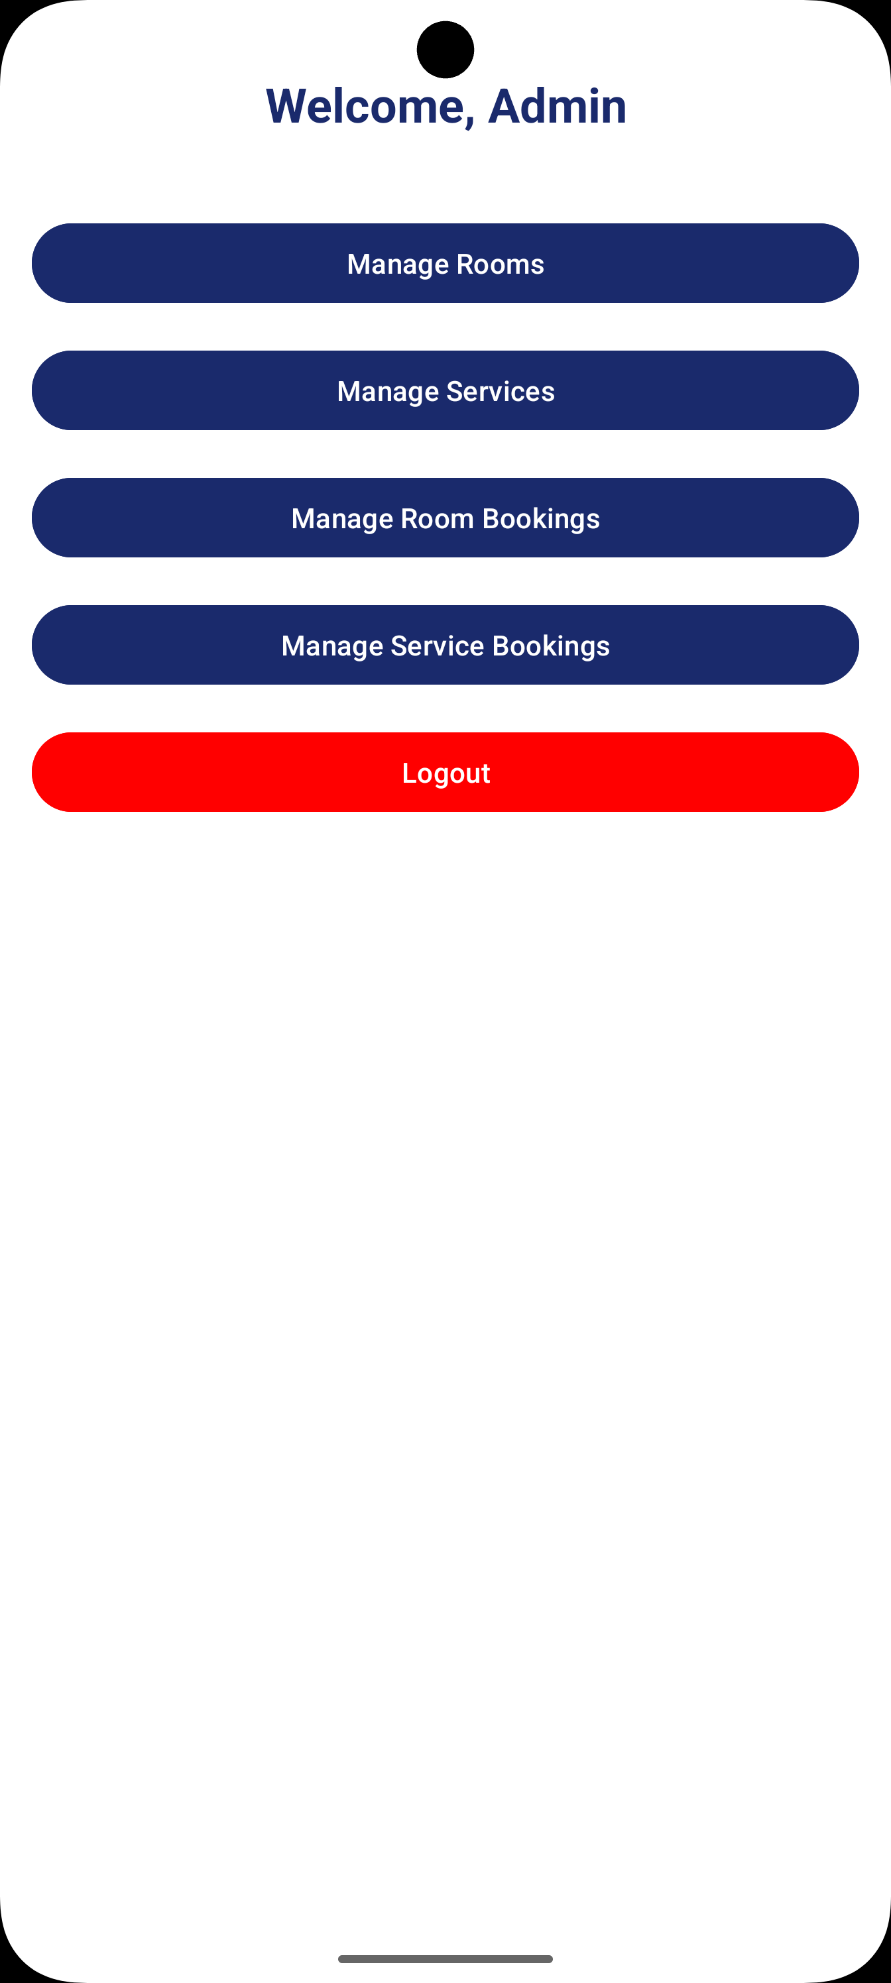 Welcome, Admin
Manage Rooms
Manage Services
Manage Room Bookings
Manage Service Bookings
Logout